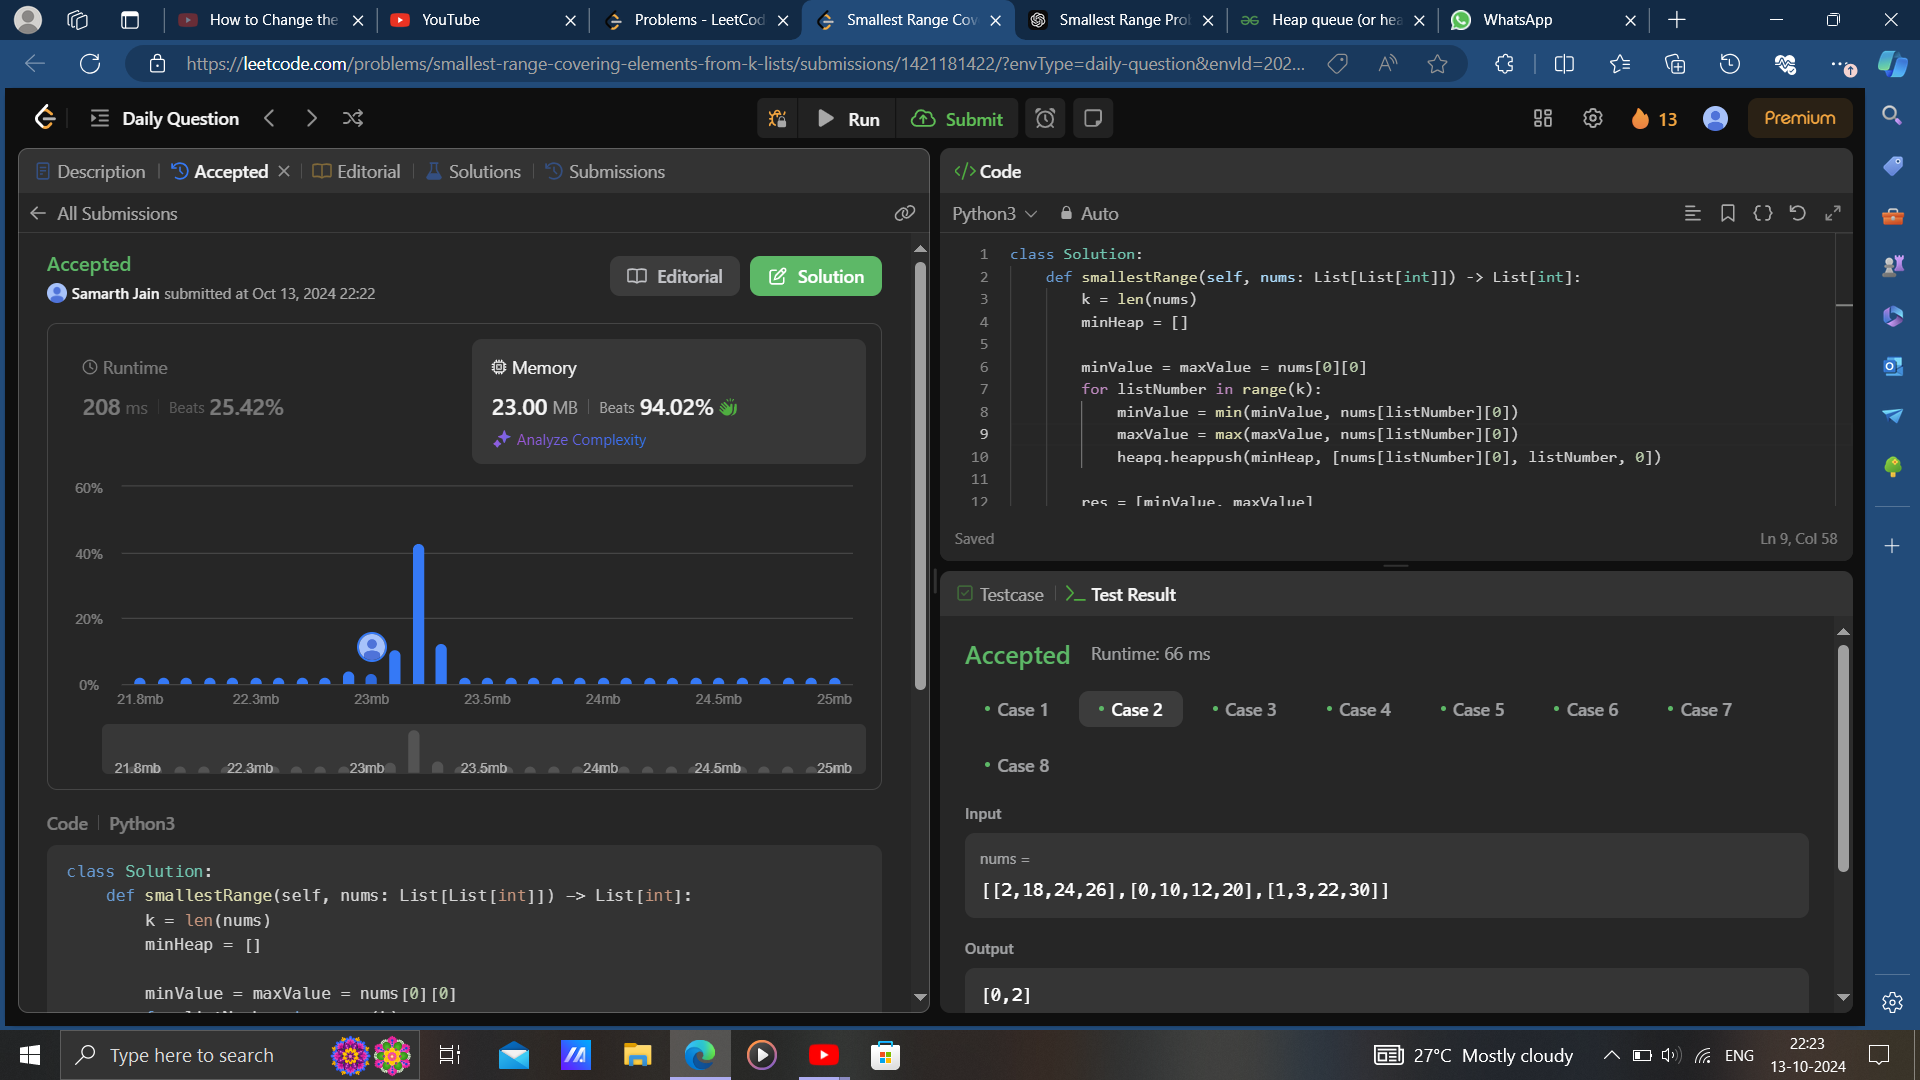 How to Change the
YouTube
Problems - LeetCod
Smallest Range Cov
Smallest Range Prol
Heap queue (or hea
WhatsApp
https://leetcode.com/problems/smallest-range-covering-elements-from-k-lists/submissions/1421181422/?envType=daily-question&envId=202...
Daily Question
Run
Submit
13
Premium
Description
Accepted
Editorial
Solutions
Submissions
All Submissions
Accepted
Samarth Jain submitted at Oct 13, 2024 22:22
Editorial
Solution
Runtime
208 ms
Beats 25.42%
Memory
23.00 MB
Beats 94.02%
Analyze Complexity
60%
40%
20%
0%
21.8mb 22.3mb 23mb 23.5mb 24mb 24.5mb 25mb
21.8mb 22.3mb 23mb 23.5mb 24mb 24.5mb 25mb
Code
Python3
class Solution:
def smallestRange(self, nums: List[List[int]]) -> List[int]:
k = len(nums)
minHeap = []
minValue = maxValue = nums[0][0]
</> Code
Python3
Auto
1 class Solution:
2 def smallestRange(self, nums: List[List[int]]) -> List[int]:
3 k = len(nums)
4 minHeap = []
5
6 minValue = maxValue = nums[0][0]
7 for listNumber in range(k):
8 minValue = min(minValue, nums[listNumber][0])
9 maxValue = max(maxValue, nums[listNumber][0])
10 heapq.heappush(minHeap, [nums[listNumber][0], listNumber, 0])
11
12 res = [minValue, maxValue]
Saved
Ln 9, Col 58
Testcase
Test Result
Accepted
Runtime: 66 ms
Case 1
Case 2
Case 3
Case 4
Case 5
Case 6
Case 7
Case 8
Input
nums =
[[2,18,24,26],[0,10,12,20],[1,3,22,30]]
Output
[0,2]
Type here to search
27°C Mostly cloudy
ENG
22:23
13-10-2024